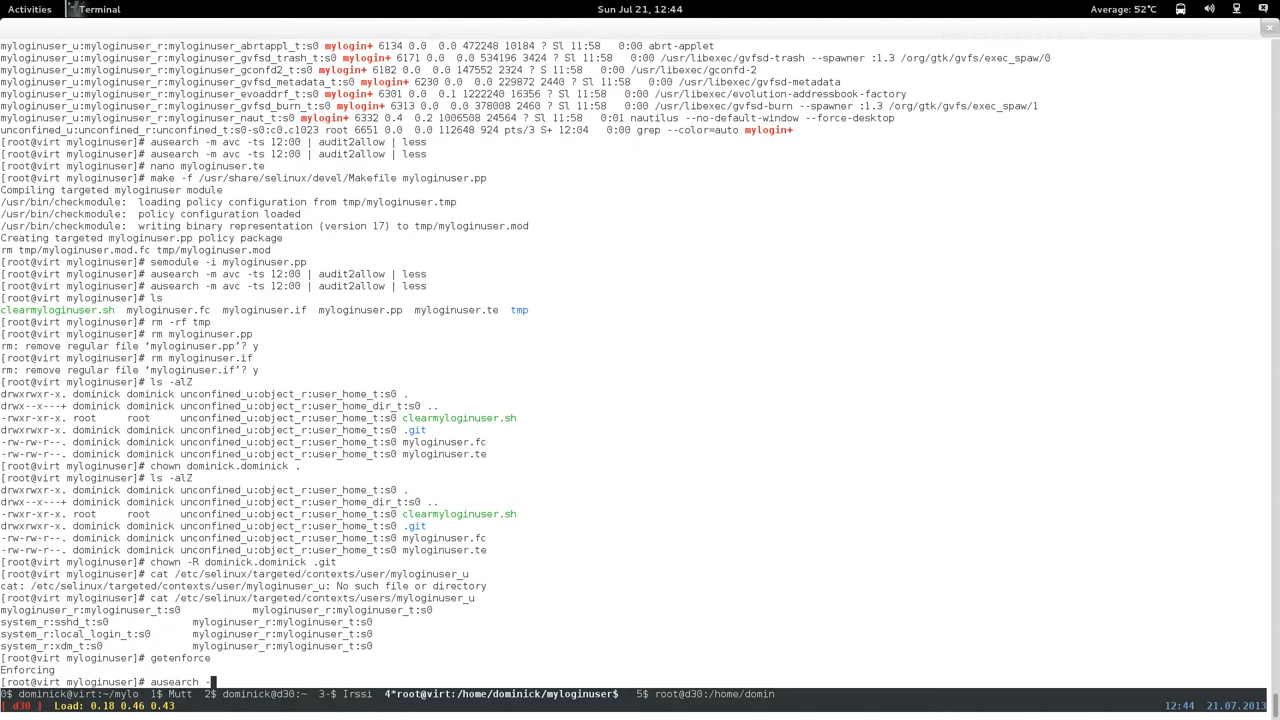 Activities Terminal Sun Jul 21, 12:44 Average: 52°C
myloginuser_u:myloginuser_r:myloginuser_abrtappl_t:s0 mylogin+ 6134 0.0  0.0 472248 10184 ? Sl 11:58   0:00 abrt-applet
myloginuser_u:myloginuser_r:myloginuser_gvfsd_trash_t:s0 mylogin+ 6171 0.0  0.0 534196 3424 ? Sl 11:58   0:00 /usr/libexec/gvfsd-trash --spawner :1.3 /org/gtk/gvfs/exec_spaw/0
myloginuser_u:myloginuser_r:myloginuser_gconfd2_t:s0 mylogin+ 6182 0.0  0.0 147552 2324 ? S 11:58   0:00 /usr/libexec/gconfd-2
myloginuser_u:myloginuser_r:myloginuser_gvfsd_metadata_t:s0 mylogin+ 6230 0.0  0.0 229872 2440 ? Sl 11:58   0:00 /usr/libexec/gvfsd-metadata
myloginuser_u:myloginuser_r:myloginuser_evoaddrf_t:s0 mylogin+ 6301 0.0  0.1 1222240 16356 ? Sl 11:58   0:00 /usr/libexec/evolution-addressbook-factory
myloginuser_u:myloginuser_r:myloginuser_gvfsd_burn_t:s0 mylogin+ 6313 0.0  0.0 378008 2460 ? Sl 11:58   0:00 /usr/libexec/gvfsd-burn --spawner :1.3 /org/gtk/gvfs/exec_spaw/1
myloginuser_u:myloginuser_r:myloginuser_naut_t:s0 mylogin+ 6332 0.4  0.2 1006508 24756 ? Sl 11:58   0:01 nautilus --no-default-window --force-desktop
unconfined_u:unconfined_r:unconfined_t:s0-s0:c0.c1023 root 6651 0.0  0.0 112648 924 pts/3 S+ 12:04   0:00 grep --color=auto mylogin+
[root@virt myloginuser]# ausearch -m avc -ts 12:00 | audit2allow | less
[root@virt myloginuser]# ausearch -m avc -ts 12:00 | audit2allow | less
[root@virt myloginuser]# nano myloginuser.te
[root@virt myloginuser]# make -f /usr/share/selinux/devel/Makefile myloginuser.pp
Compiling targeted myloginuser module
/usr/bin/checkmodule:  loading policy configuration from tmp/myloginuser.tmp
/usr/bin/checkmodule:  policy configuration loaded
/usr/bin/checkmodule:  writing binary representation (version 17) to tmp/myloginuser.mod
Creating targeted myloginuser.pp policy package
rm tmp/myloginuser.mod.fc tmp/myloginuser.mod
[root@virt myloginuser]# semodule -i myloginuser.pp
[root@virt myloginuser]# ausearch -m avc -ts 12:00 | audit2allow | less
[root@virt myloginuser]# ausearch -m avc -ts 12:00 | audit2allow | less
[root@virt myloginuser]# ls
clearmyloginuser.sh  myloginuser.fc  myloginuser.if  myloginuser.pp  myloginuser.te  tmp
[root@virt myloginuser]# rm -rf tmp
[root@virt myloginuser]# rm myloginuser.pp
rm: remove regular file ‘myloginuser.pp’? y
[root@virt myloginuser]# rm myloginuser.if
rm: remove regular file ‘myloginuser.if’? y
[root@virt myloginuser]# ls -alZ
drwxrwxr-x. dominick dominick unconfined_u:object_r:user_home_t:s0 .
drwx--x---+ dominick dominick unconfined_u:object_r:user_home_dir_t:s0 ..
-rwxr-xr-x. root     root     unconfined_u:object_r:user_home_t:s0 clearmyloginuser.sh
drwxrwxr-x. dominick dominick unconfined_u:object_r:user_home_t:s0 .git
-rw-rw-r--. dominick dominick unconfined_u:object_r:user_home_t:s0 myloginuser.fc
-rw-rw-r--. dominick dominick unconfined_u:object_r:user_home_t:s0 myloginuser.te
[root@virt myloginuser]# chown dominick.dominick .
[root@virt myloginuser]# ls -alZ
drwxrwxr-x. dominick dominick unconfined_u:object_r:user_home_t:s0 .
drwx--x---+ dominick dominick unconfined_u:object_r:user_home_dir_t:s0 ..
-rwxr-xr-x. root     root     unconfined_u:object_r:user_home_t:s0 clearmyloginuser.sh
drwxrwxr-x. dominick dominick unconfined_u:object_r:user_home_t:s0 .git
-rw-rw-r--. dominick dominick unconfined_u:object_r:user_home_t:s0 myloginuser.fc
-rw-rw-r--. dominick dominick unconfined_u:object_r:user_home_t:s0 myloginuser.te
[root@virt myloginuser]# chown -R dominick.dominick .git
[root@virt myloginuser]# cat /etc/selinux/targeted/contexts/user/myloginuser_u
cat: /etc/selinux/targeted/contexts/user/myloginuser_u: No such file or directory
[root@virt myloginuser]# cat /etc/selinux/targeted/contexts/users/myloginuser_u
myloginuser_r:myloginuser_t:s0            myloginuser_r:myloginuser_t:s0
system_r:sshd_t:s0              myloginuser_r:myloginuser_t:s0
system_r:local_login_t:s0       myloginuser_r:myloginuser_t:s0
system_r:xdm_t:s0               myloginuser_r:myloginuser_t:s0
[root@virt myloginuser]# getenforce
Enforcing
[root@virt myloginuser]# ausearch -
0$ dominick@virt:~/mylo  1$ Mutt  2$ dominick@d30:~  3-$ Irssi  4*root@virt:/home/dominick/myloginuser$   5$ root@d30:/home/domin
[ d30 ] Load: 0.18 0.46 0.43 12:44 21.07.2013